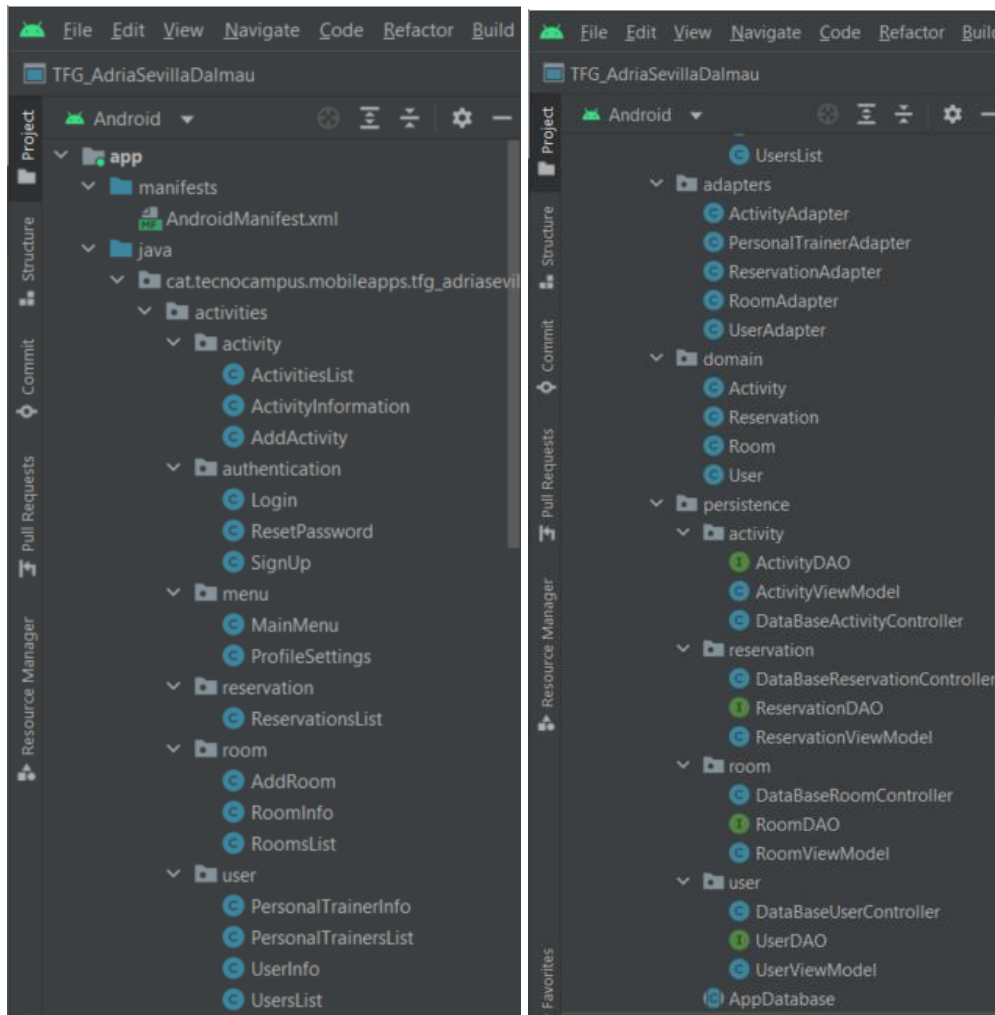 File Edit View Navigate Code Refactor Build
TFG_AdriaSevillaDalmau
Android
Project
Structure
Commit
Pull Requests
Resource Manager
app
manifests
MF AndroidManifest.xml
java
cat.tecnocampus.mobileapps.tfg_adriasevil
activities
activity
C ActivitiesList
C ActivityInformation
C AddActivity
authentication
C Login
C ResetPassword
C SignUp
menu
C MainMenu
C ProfileSettings
reservation
C ReservationsList
room
C AddRoom
C RoomInfo
C RoomsList
user
C PersonalTrainerInfo
C PersonalTrainersList
C UserInfo
C UsersList
File Edit View Navigate Code Refactor Build
TFG_AdriaSevillaDalmau
Android
Project
Structure
Commit
Pull Requests
Resource Manager
Favorites
C UsersList
adapters
C ActivityAdapter
C PersonalTrainerAdapter
C ReservationAdapter
C RoomAdapter
C UserAdapter
domain
C Activity
C Reservation
C Room
C User
persistence
activity
I ActivityDAO
C ActivityViewModel
C DataBaseActivityController
reservation
C DataBaseReservationController
I ReservationDAO
C ReservationViewModel
room
C DataBaseRoomController
I RoomDAO
C RoomViewModel
user
C DataBaseUserController
I UserDAO
C UserViewModel
C AppDatabase